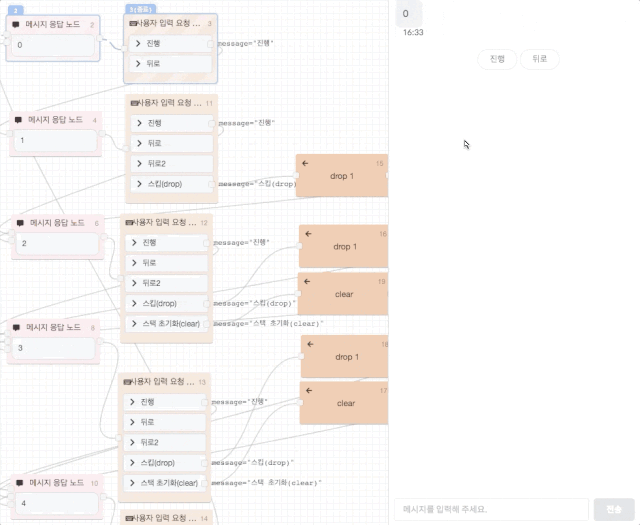 2
메시지 응답 노드 2
0
3(종료)
사용자 입력 요청 ... 3
진행
뒤로
message="진행"
메시지 응답 노드 4
1
사용자 입력 요청 ... 11
진행
뒤로
뒤로2
스킵(drop)
message="진행"
message="스킵(drop)
15
drop 1
메시지 응답 노드 6
2
사용자 입력 요청 ... 12
진행
뒤로
뒤로2
스킵(drop)
스택 초기화(clear)
message="진행"
message="스킵(drop)"
message="스택 초기화(clear)"
16
drop 1
19
clear
메시지 응답 노드 8
3
18
drop 1
17
clear
사용자 입력 요청 ... 13
진행
뒤로
뒤로2
스킵(drop)
스택 초기화(clear)
message="진행"
message="스킵(drop)"
message="스택 초기화(clear)"
메시지 응답 노드 10
4
사용자 입력 요청 ... 14
0
16:33
진행
뒤로
메시지를 입력해 주세요.
전송